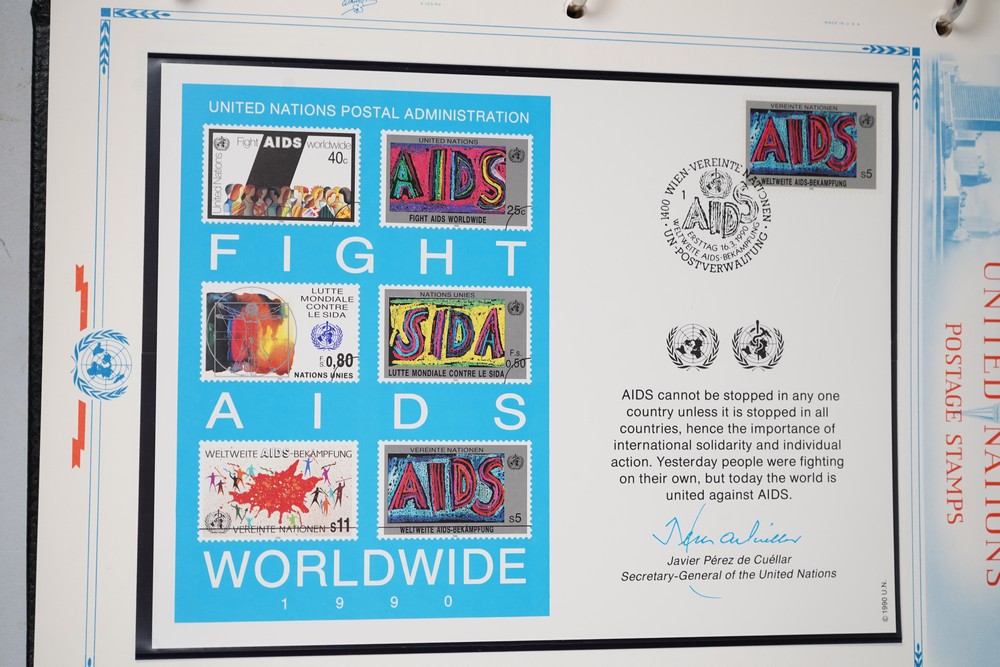 MADE IN U.S.A.
UNITED NATIONS POSTAL ADMINISTRATION
United Nations
Fight AIDS worldwide
40c
UNITED NATIONS
AIDS
25c
FIGHT AIDS WORLDWIDE
FIGHT
LUTTE
MONDIALE
CONTRE
LE SIDA
F.s. 0,80
NATIONS UNIES
NATIONS UNIES
SIDA
F.s.
0,80
LUTTE MONDIALE CONTRE LE SIDA
AIDS
WELTWEITE AIDS-BEKÄMPFUNG
VEREINTE NATIONEN S11
VEREINTE NATIONEN
AIDS
s5
WELTWEITE AIDS-BEKÄMPFUNG
WORLDWIDE
1990
VEREINTE NATIONEN
AIDS
s5
WELTWEITE AIDS-BEKÄMPFUNG
1400 WIEN · VEREINTE NATIONEN
1
AIDS
ERSTTAG 16.3.1990
WELTWEITE AIDS-BEKÄMPFUNG
UN-POSTVERWALTUNG
AIDS cannot be stopped in any one
country unless it is stopped in all
countries, hence the importance of
international solidarity and individual
action. Yesterday people were fighting
on their own, but today the world is
united against AIDS.
Javier Pérez de Cuéllar
Secretary-General of the United Nations
© 1990 U.N.
UNITED NATIONS
POSTAGE STAMPS